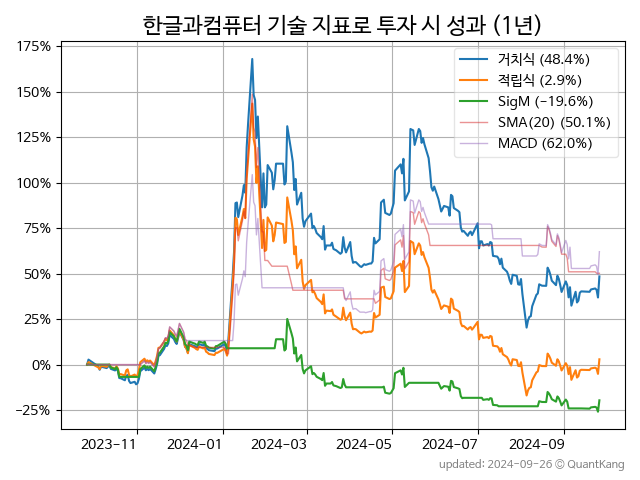 한글과컴퓨터 기술 지표로 투자 시 성과 (1년)
175%
150%
125%
100%
75%
50%
25%
0%
−25%
거치식 (48.4%)
적립식 (2.9%)
SigM (−19.6%)
SMA(20) (50.1%)
MACD (62.0%)
2023-11
2024-01
2024-03
2024-05
2024-07
2024-09
updated: 2024-09-26 © QuantKang